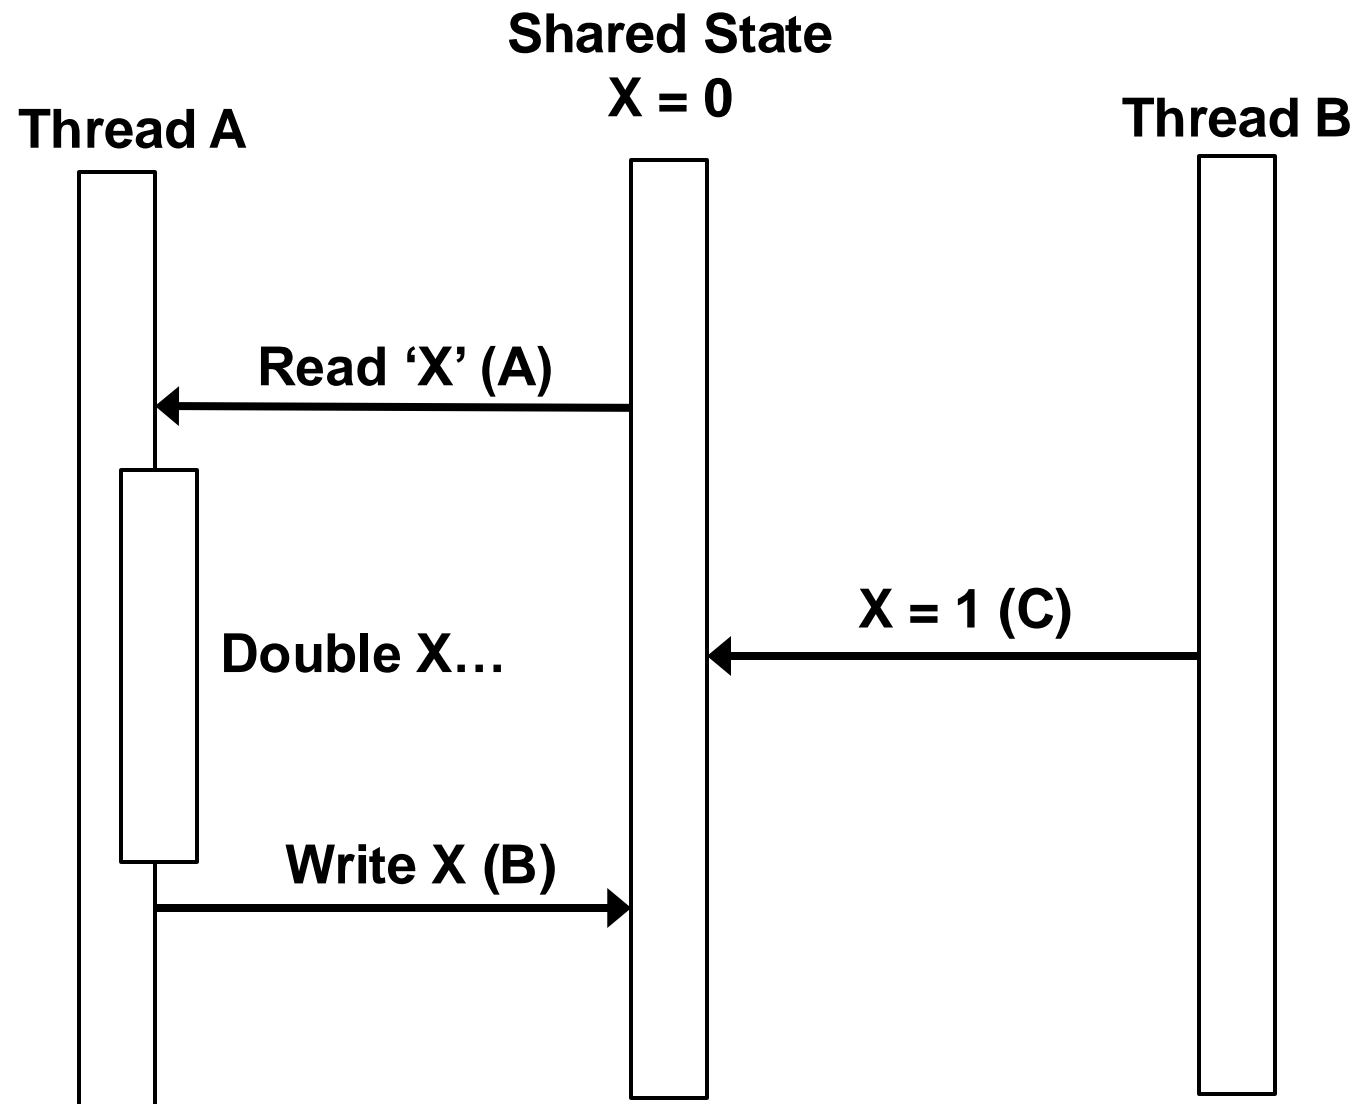 Shared State
X = 0
Thread A
Thread B
Read ‘X’ (A)
X = 1 (C)
Double X…
Write X (B)